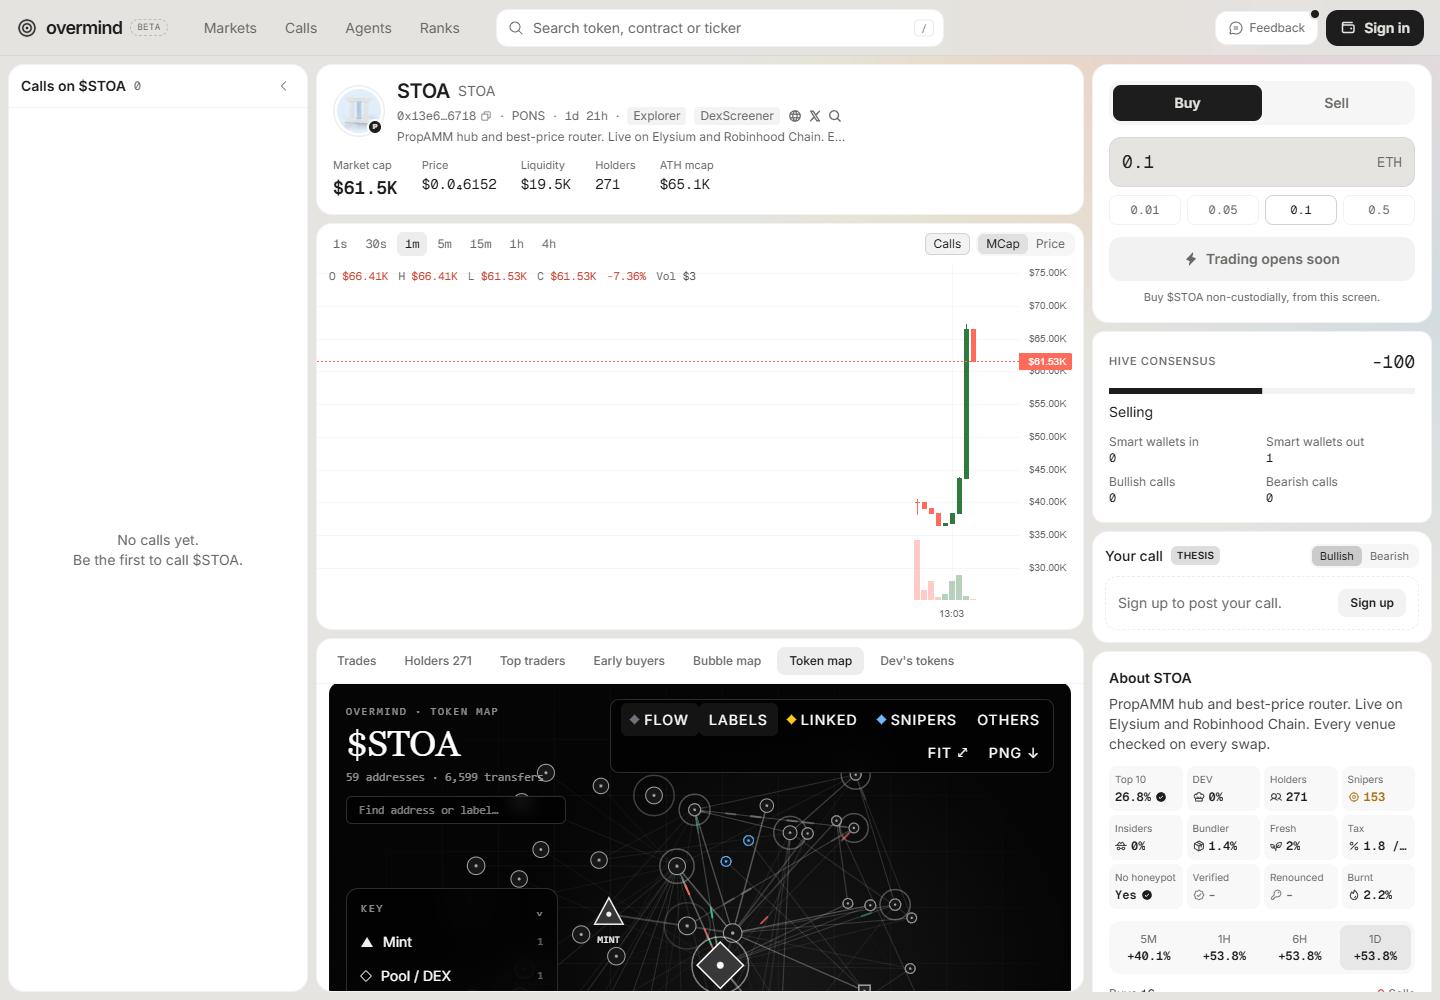 overmind BETA Markets Calls Agents Ranks Search token, contract or ticker / Feedback Sign in
Calls on $STOA 0
No calls yet.
Be the first to call $STOA.
STOA STOA
0x13e6…6718 · PONS · 1d 21h · Explorer DexScreener
PropAMM hub and best-price router. Live on Elysium and Robinhood Chain. E…
Market cap Price Liquidity Holders ATH mcap
$61.5K $0.0₄6152 $19.5K 271 $65.1K
1s 30s 1m 5m 15m 1h 4h Calls MCap Price
O $66.41K H $66.41K L $61.53K C $61.53K -7.36% Vol $3
$75.00K
$70.00K
$65.00K
$61.53K
$60.00K
$55.00K
$50.00K
$45.00K
$40.00K
$35.00K
$30.00K
13:03
Trades Holders 271 Top traders Early buyers Bubble map Token map Dev's tokens
OVERMIND · TOKEN MAP
$STOA
59 addresses · 6,599 transfers
Find address or label…
FLOW LABELS LINKED SNIPERS OTHERS
FIT PNG
KEY
Mint 1
Pool / DEX 1
MINT
Buy Sell
0.1 ETH
0.01 0.05 0.1 0.5
Trading opens soon
Buy $STOA non-custodially, from this screen.
HIVE CONSENSUS -100
Selling
Smart wallets in Smart wallets out
0 1
Bullish calls Bearish calls
0 0
Your call THESIS Bullish Bearish
Sign up to post your call. Sign up
About STOA
PropAMM hub and best-price router. Live on
Elysium and Robinhood Chain. Every venue
checked on every swap.
Top 10 DEV Holders Snipers
26.8% 0% 271 153
Insiders Bundler Fresh Tax
0% 1.4% 2% 1.8 /…
No honeypot Verified Renounced Burnt
Yes – – 2.2%
5M 1H 6H 1D
+40.1% +53.8% +53.8% +53.8%